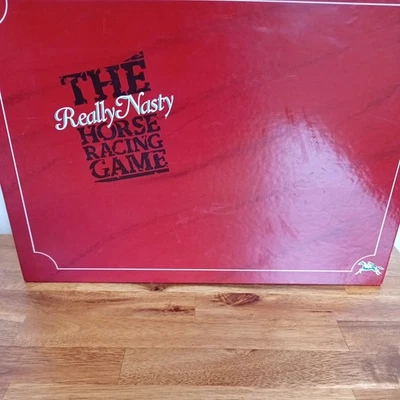 THE
Really Nasty
HORSE
RACING
GAME